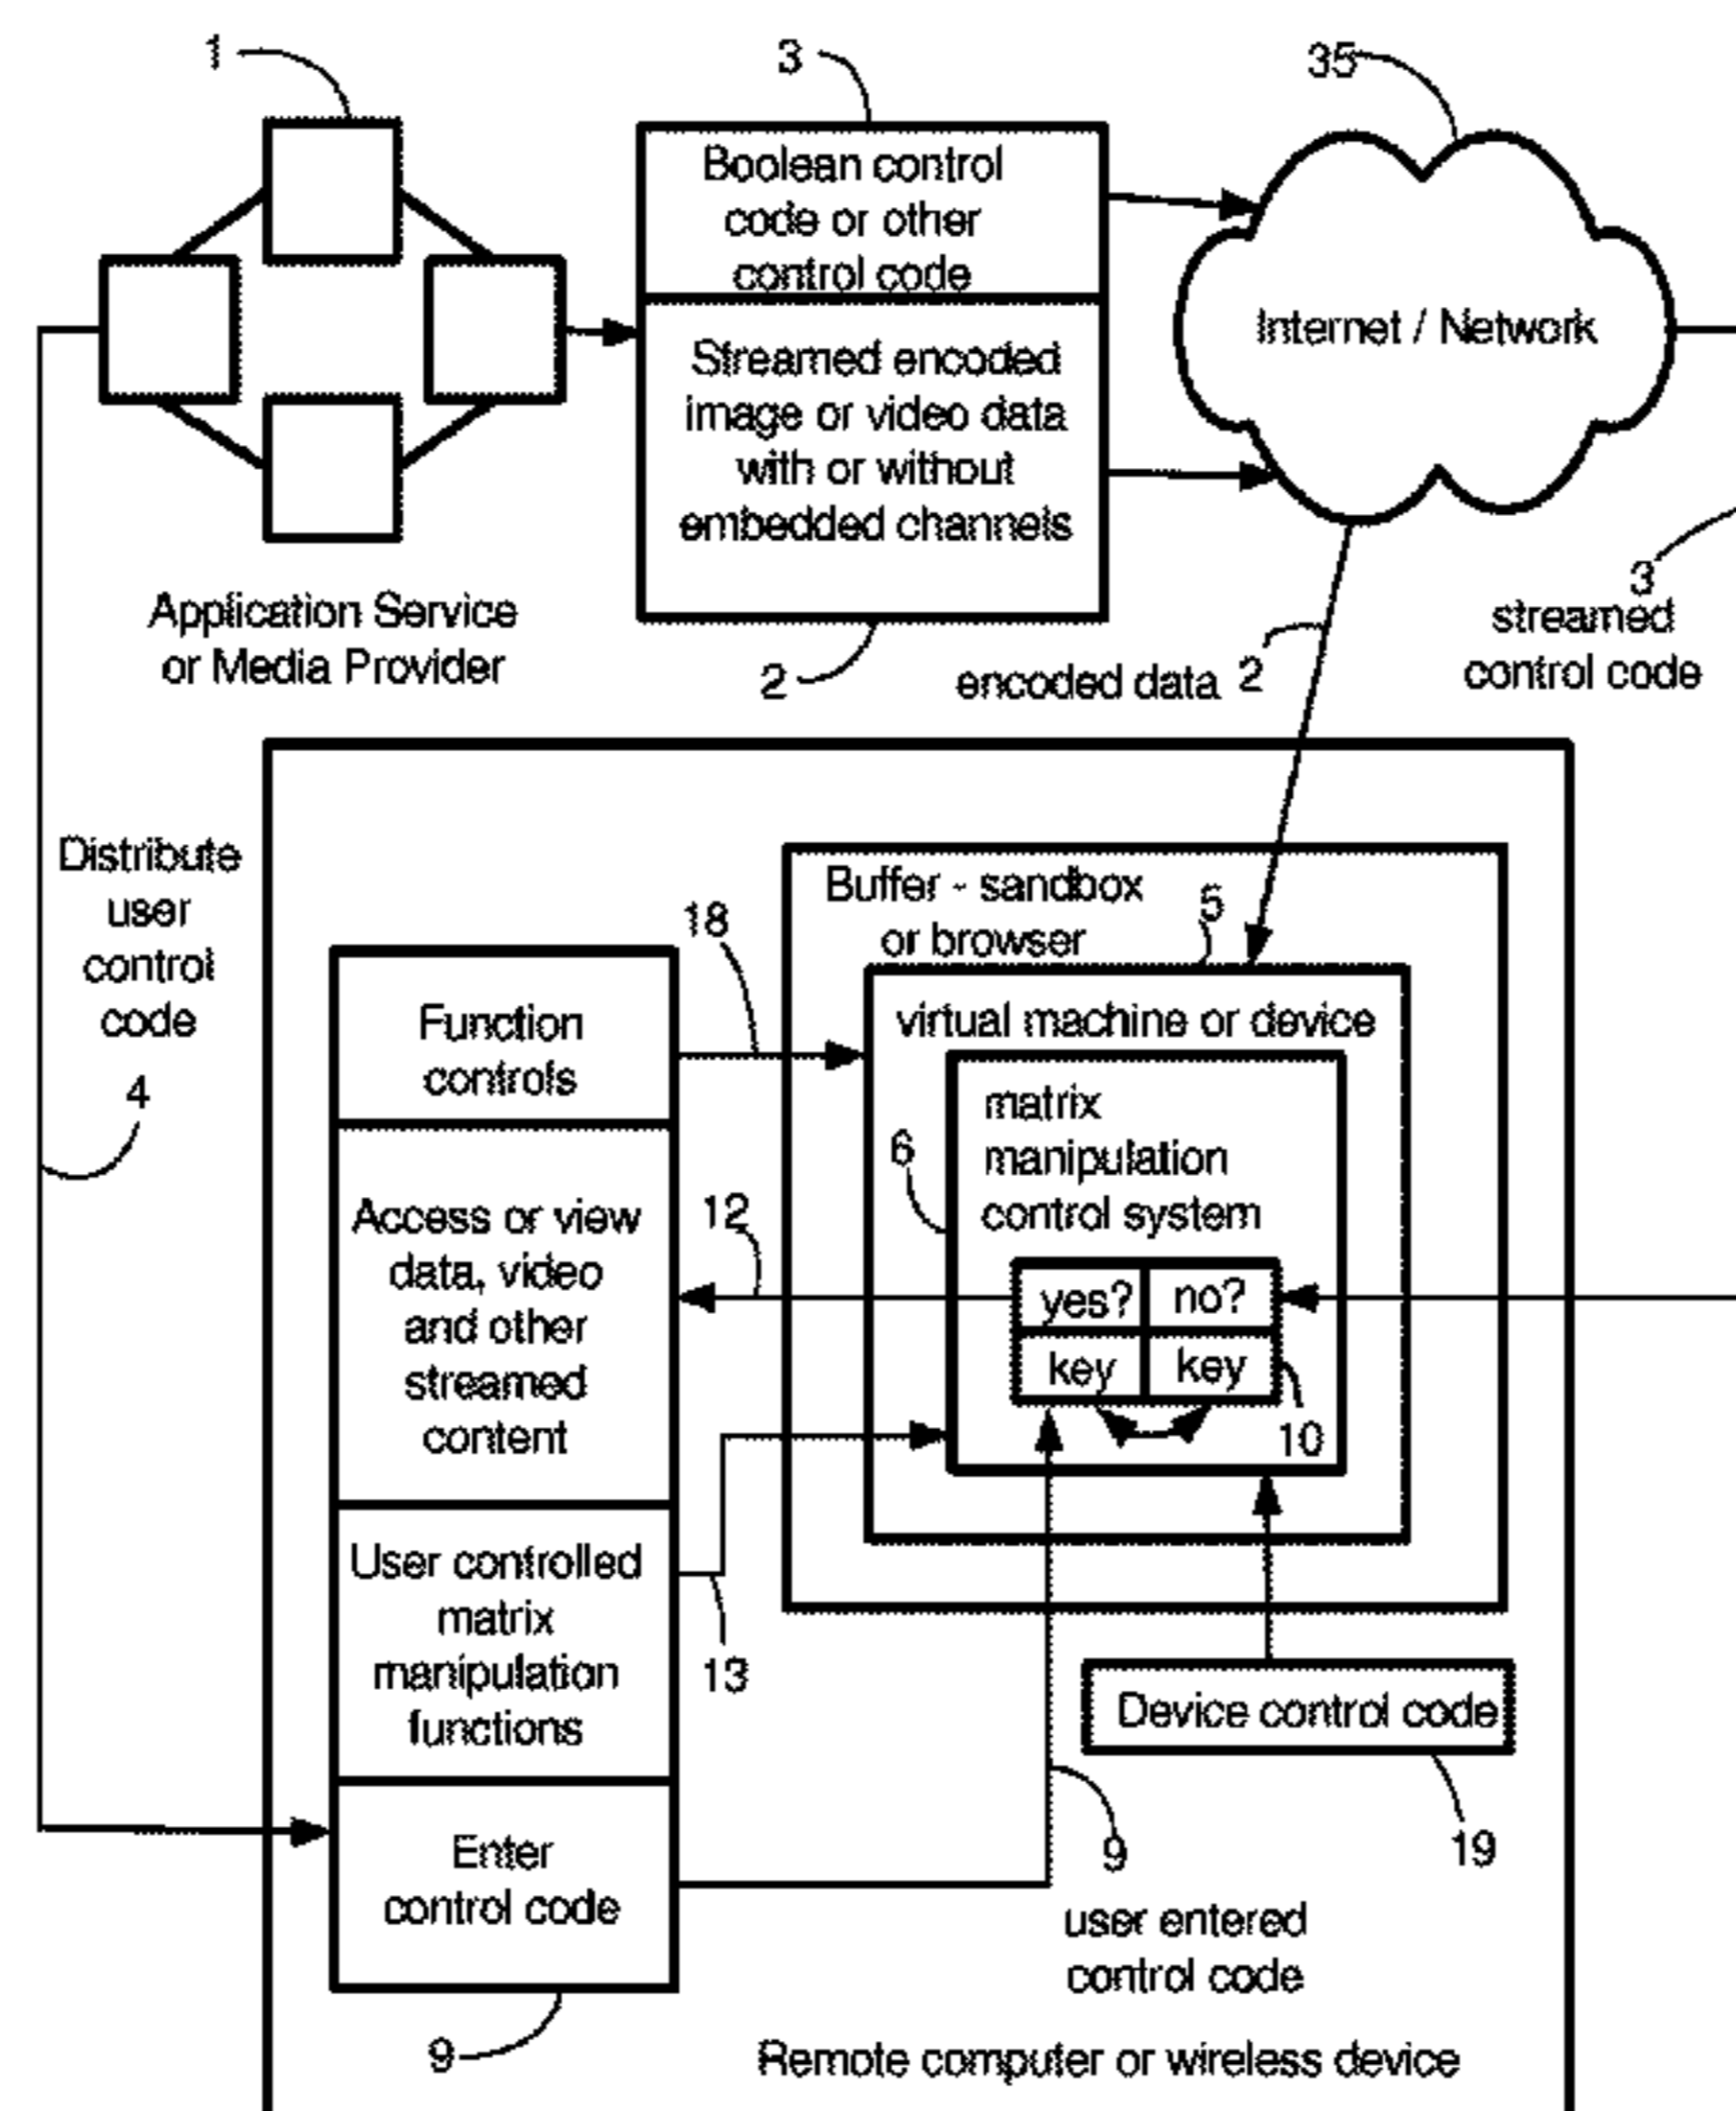 1
3
35
Boolean control
code or other
control code
Internet / Network
Streamed encoded
image or video data
with or without
embedded channels
Application Service
or Media Provider
2
encoded data
2
3
streamed
control code
Distribute
user
control
code
4
Buffer - sandbox
or browser
5
18
Function
controls
virtual machine or device
matrix
manipulation
control system
6
12
Access or view
data, video
and other
streamed
content
yes?
no?
key
key
10
User controlled
matrix
manipulation
functions
13
Device control code
19
Enter
control code
9
user entered
control code
9
Remote computer or wireless device